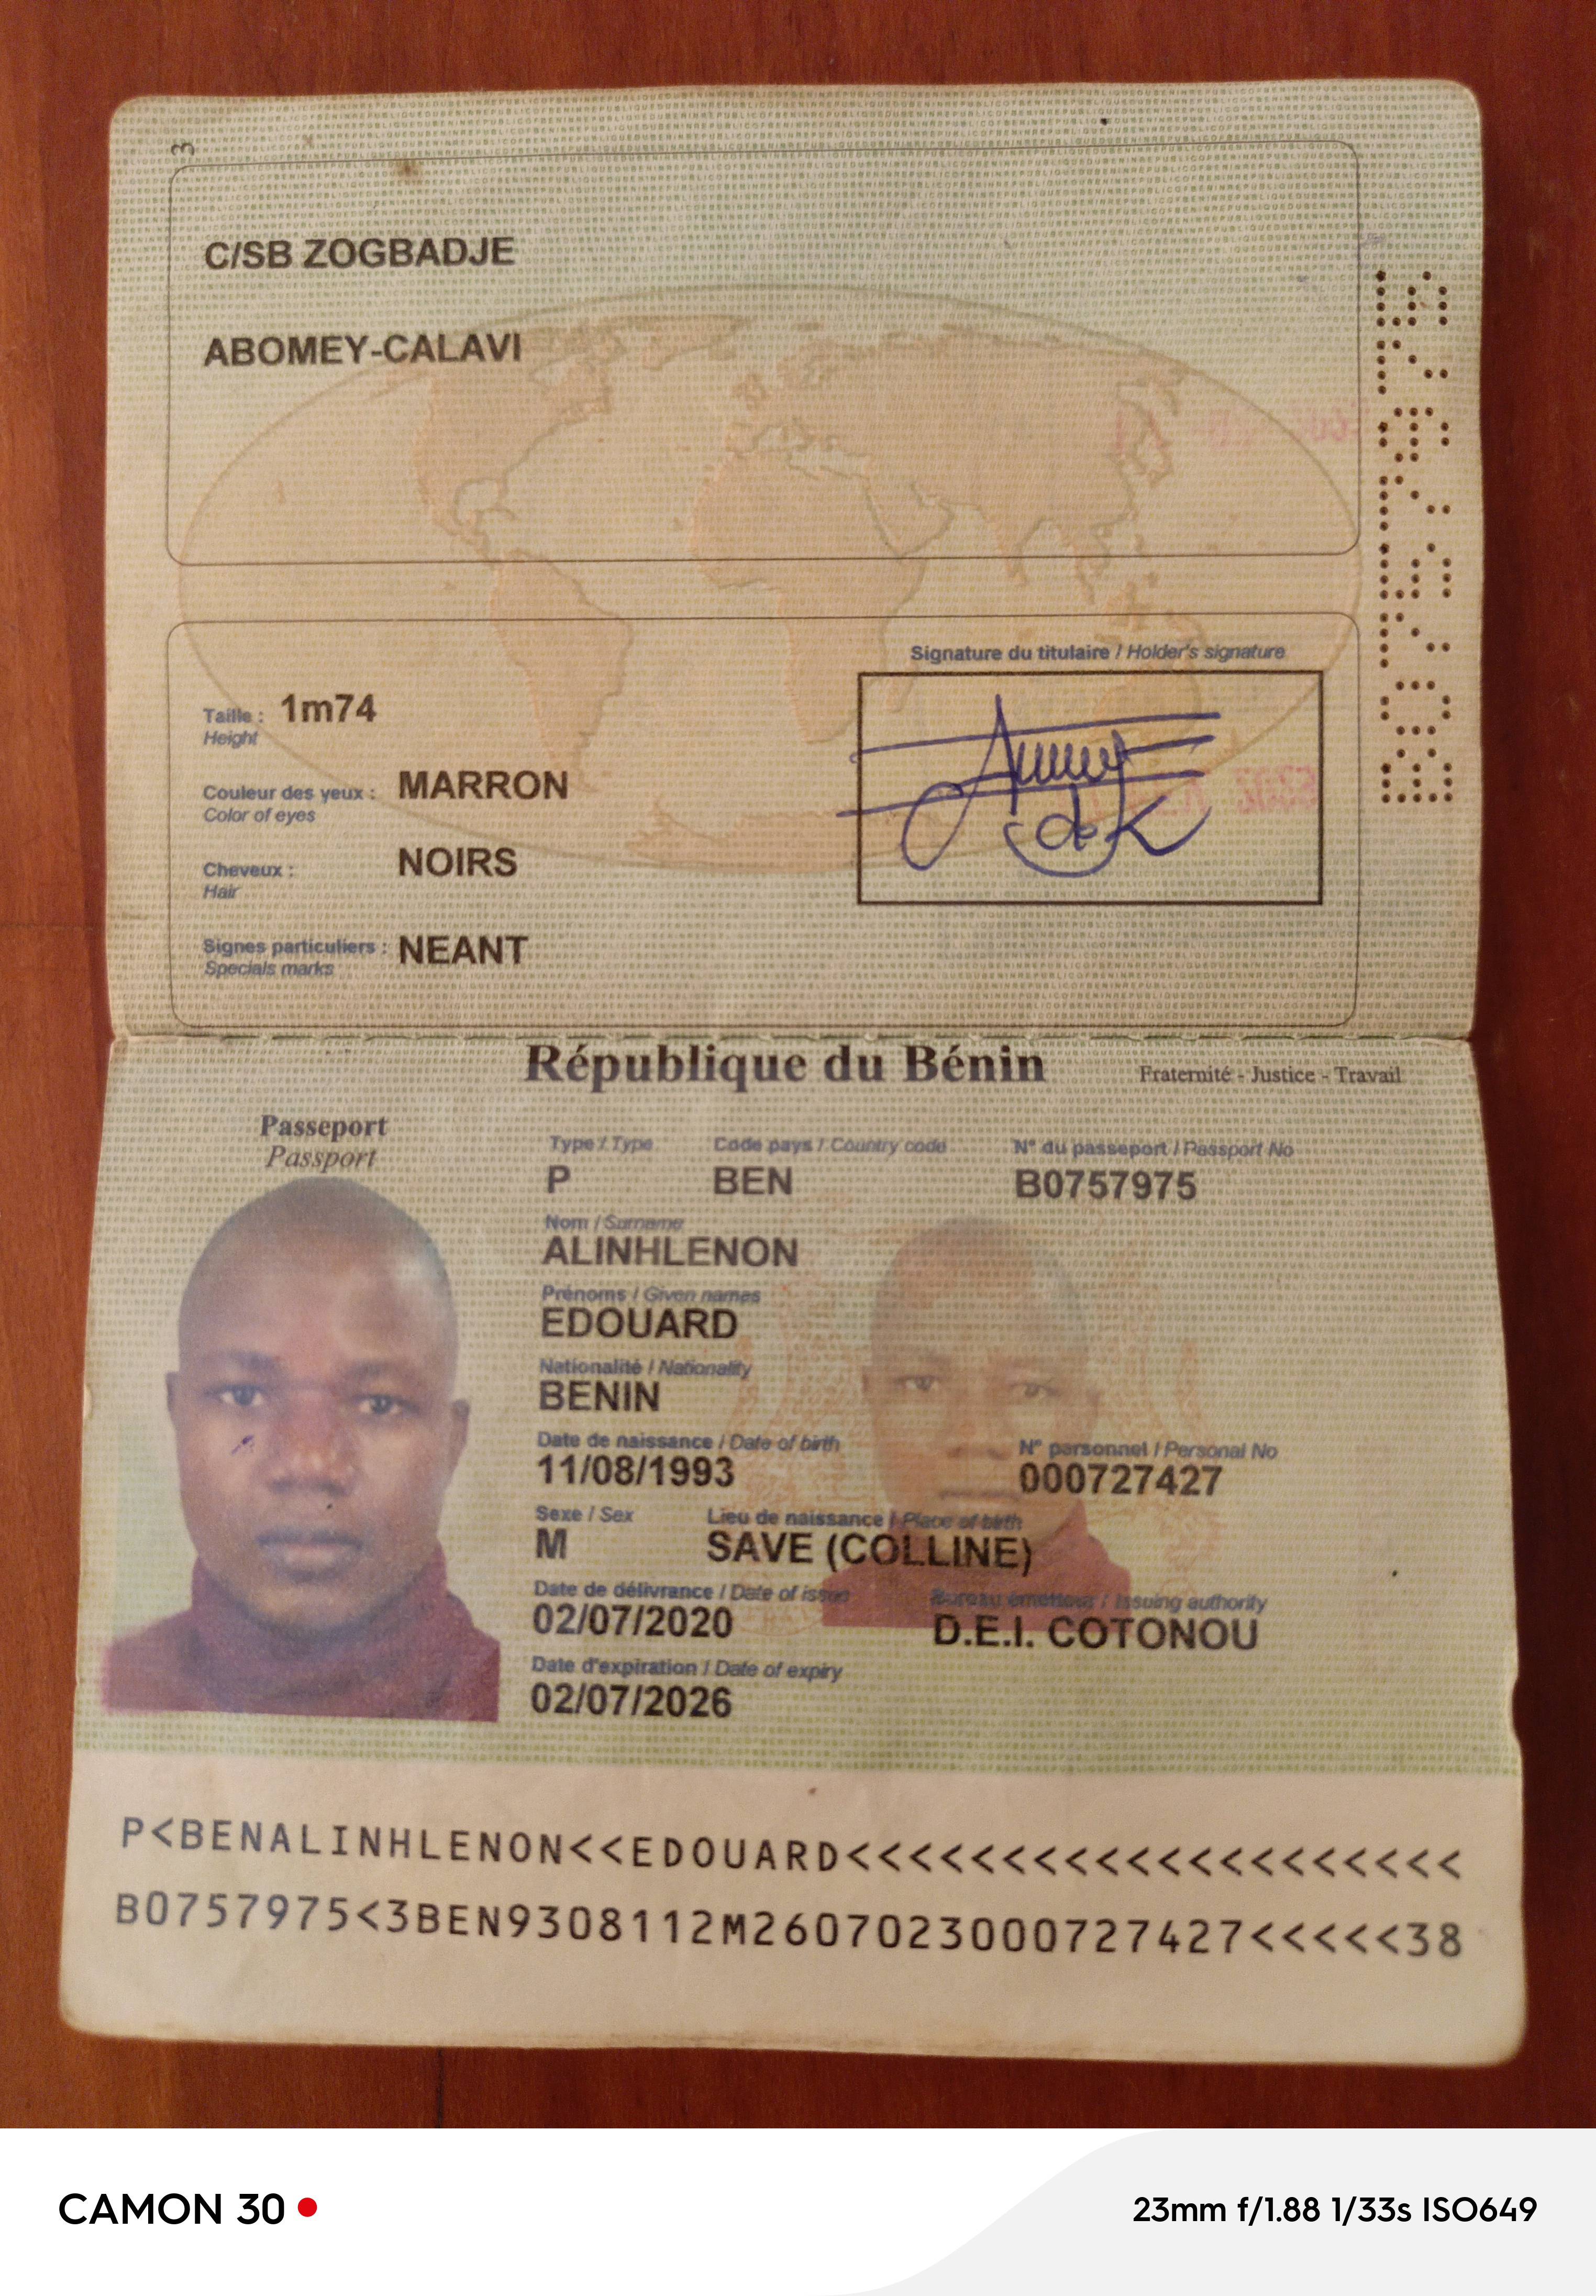 3
C/SB ZOGBADJE
ABOMEY-CALAVI
Taille : 1m74
Height
Couleur des yeux : MARRON
Color of eyes
Cheveux : NOIRS
Hair
Signes particuliers : NEANT
Specials marks
Signature du titulaire / Holder's signature
B0757975
République du Bénin
Fraternité - Justice - Travail
Passeport
Passport
Type / Type Code pays / Country code N° du passeport / Passport No
P BEN B0757975
Nom / Surname
ALINHLENON
Prénoms / Given names
EDOUARD
Nationalité / Nationality
BENIN
Date de naissance / Date of birth N° personnel / Personal No
11/08/1993 000727427
Sexe / Sex Lieu de naissance / Place of birth
M SAVE (COLLINE)
Date de délivrance / Date of issue Bureau émetteur / Issuing authority
02/07/2020 D.E.I. COTONOU
Date d'expiration / Date of expiry
02/07/2026
P<BENALINHLENON<<EDOUARD<<<<<<<<<<<<<<<<<<<<
B0757975<3BEN9308112M2607023000727427<<<<<38
CAMON 30
23mm f/1.88 1/33s ISO649